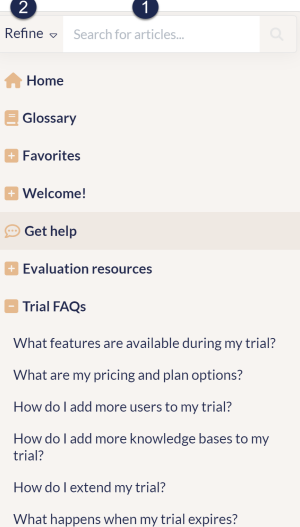 2 1
Refine Search for articles...
Home
Glossary
Favorites
Welcome!
Get help
Evaluation resources
Trial FAQs
What features are available during my trial?
What are my pricing and plan options?
How do I add more users to my trial?
How do I add more knowledge bases to my
trial?
How do I extend my trial?
What happens when my trial expires?